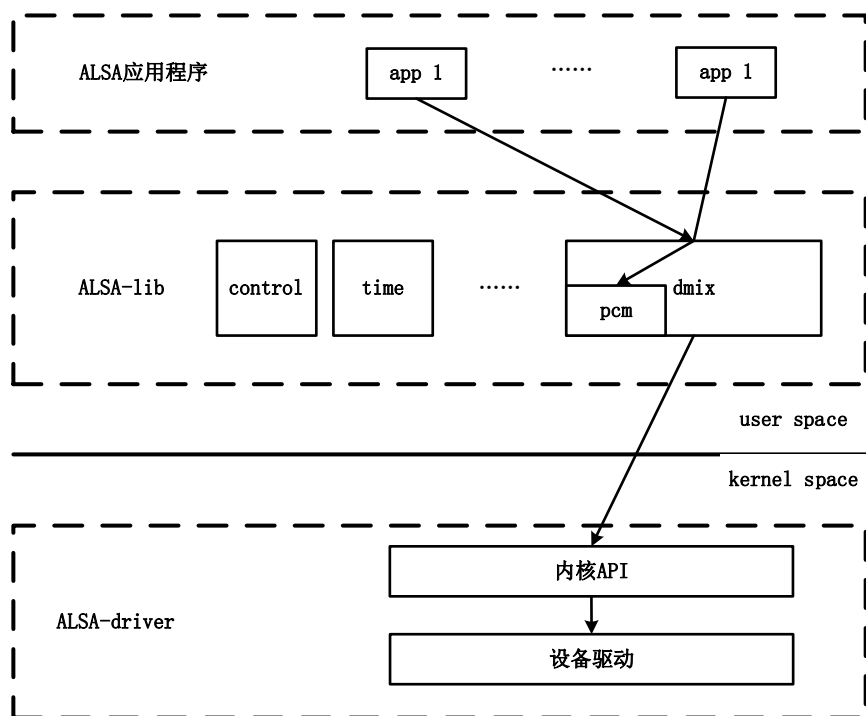 ALSA应用程序
app 1
……
app 1
ALSA-lib
control
time
……
dmix
pcm
user space
kernel space
内核API
ALSA-driver
设备驱动